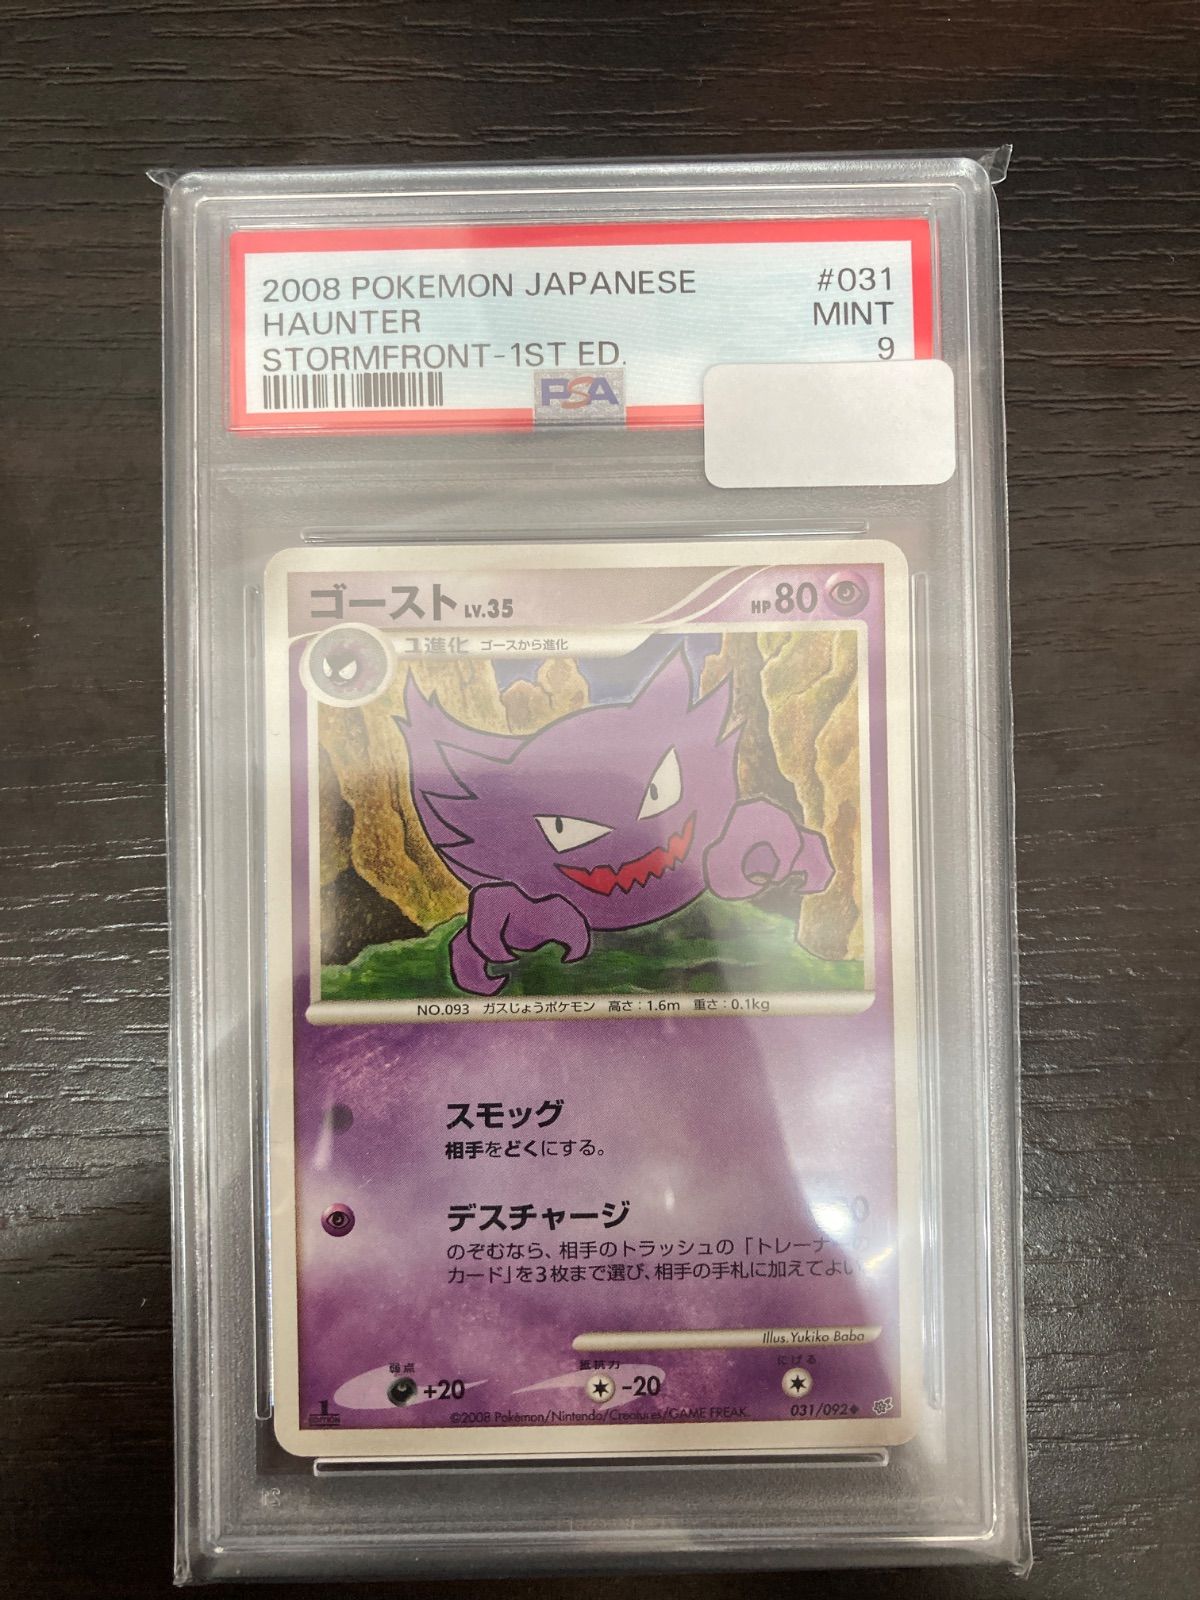 2008 POKEMON JAPANESE #031
HAUNTER MINT
STORMFRONT-1ST ED. 9
PSA
ゴースト LV.35 HP 80
1進化 ゴースから進化
NO.093 ガスじょうポケモン 高さ：1.6m 重さ：0.1kg
スモッグ
相手をどくにする。
デスチャージ
のぞむなら、相手のトラッシュの「トレーナーの
カード」を3枚まで選び、相手の手札に加えてよい。
Illus.Yukiko Baba
弱点 抵抗力 にげる
+20 -20
1 EDITION ©2008 Pokémon/Nintendo/Creatures/GAME FREAK. 031/092